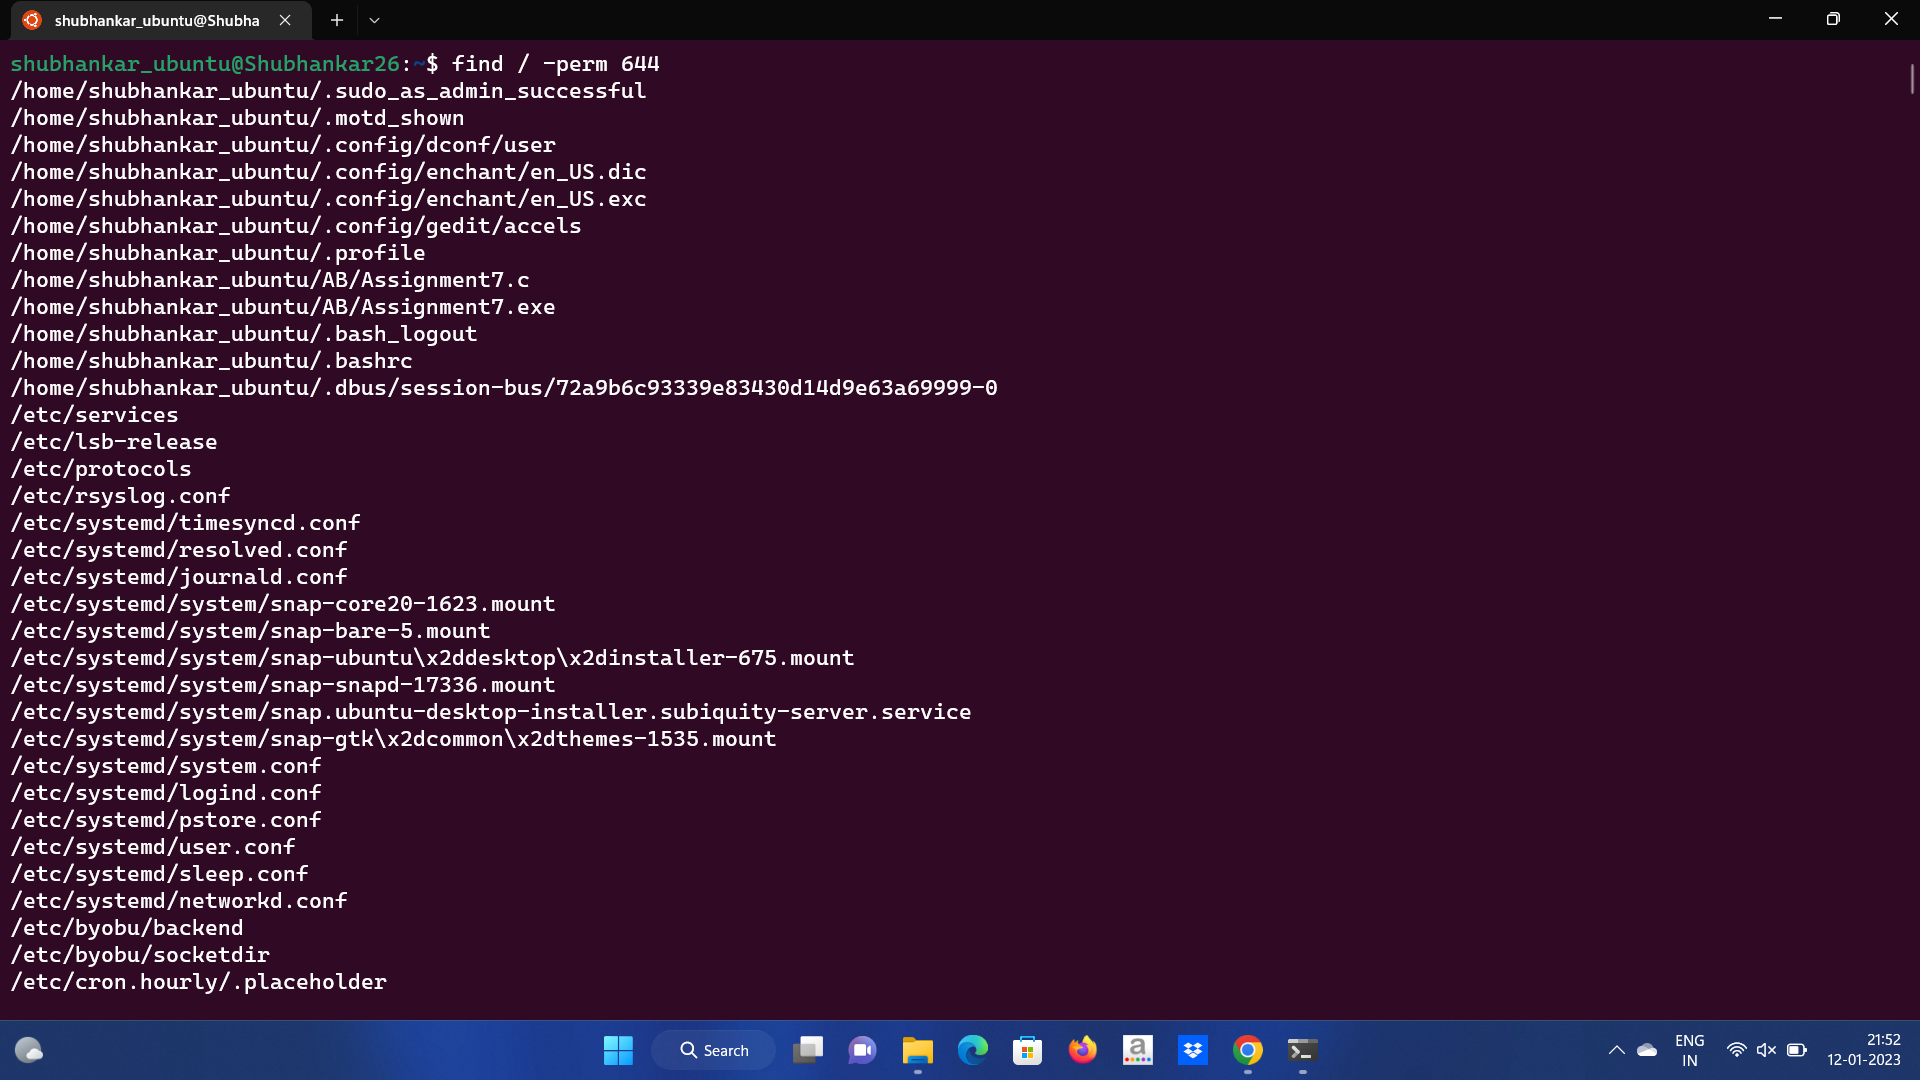 shubhankar_ubuntu@Shubha
shubhankar_ubuntu@Shubhankar26:~$ find / -perm 644
/home/shubhankar_ubuntu/.sudo_as_admin_successful
/home/shubhankar_ubuntu/.motd_shown
/home/shubhankar_ubuntu/.config/dconf/user
/home/shubhankar_ubuntu/.config/enchant/en_US.dic
/home/shubhankar_ubuntu/.config/enchant/en_US.exc
/home/shubhankar_ubuntu/.config/gedit/accels
/home/shubhankar_ubuntu/.profile
/home/shubhankar_ubuntu/AB/Assignment7.c
/home/shubhankar_ubuntu/AB/Assignment7.exe
/home/shubhankar_ubuntu/.bash_logout
/home/shubhankar_ubuntu/.bashrc
/home/shubhankar_ubuntu/.dbus/session-bus/72a9b6c93339e83430d14d9e63a69999-0
/etc/services
/etc/lsb-release
/etc/protocols
/etc/rsyslog.conf
/etc/systemd/timesyncd.conf
/etc/systemd/resolved.conf
/etc/systemd/journald.conf
/etc/systemd/system/snap-core20-1623.mount
/etc/systemd/system/snap-bare-5.mount
/etc/systemd/system/snap-ubuntu\x2ddesktop\x2dinstaller-675.mount
/etc/systemd/system/snap-snapd-17336.mount
/etc/systemd/system/snap.ubuntu-desktop-installer.subiquity-server.service
/etc/systemd/system/snap-gtk\x2dcommon\x2dthemes-1535.mount
/etc/systemd/system.conf
/etc/systemd/logind.conf
/etc/systemd/pstore.conf
/etc/systemd/user.conf
/etc/systemd/sleep.conf
/etc/systemd/networkd.conf
/etc/byobu/backend
/etc/byobu/socketdir
/etc/cron.hourly/.placeholder
Search
a
ENG
IN
21:52
12-01-2023